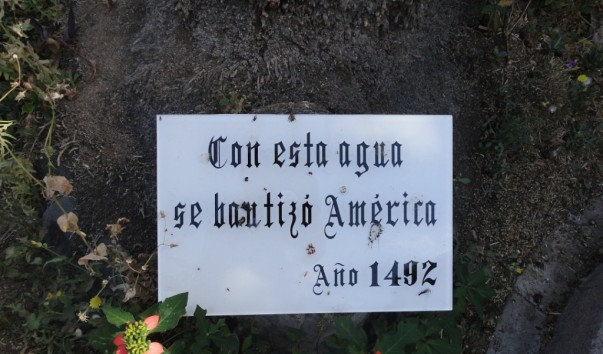 Con esta agua
se bautizó América
Año 1492